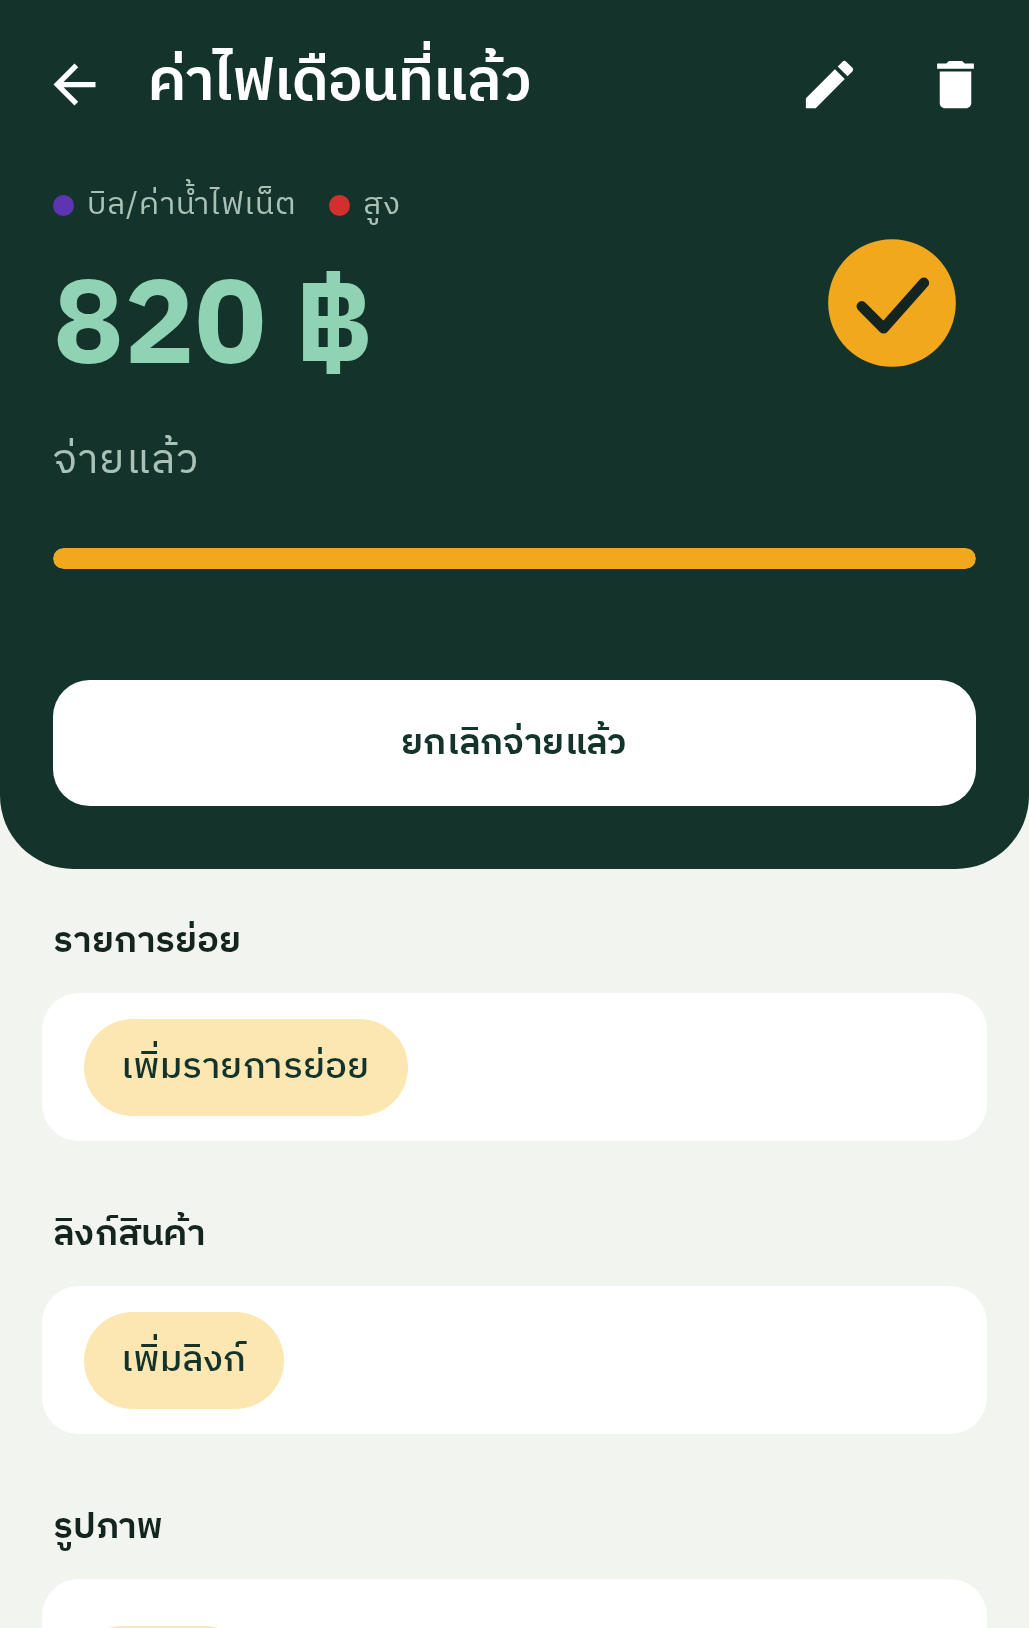 ค่าไฟเดือนที่แล้ว
บิล/ค่าน้ำไฟเน็ต สูง
820 ฿
จ่ายแล้ว
ยกเลิกจ่ายแล้ว
รายการย่อย
เพิ่มรายการย่อย
ลิงก์สินค้า
เพิ่มลิงก์
รูปภาพ